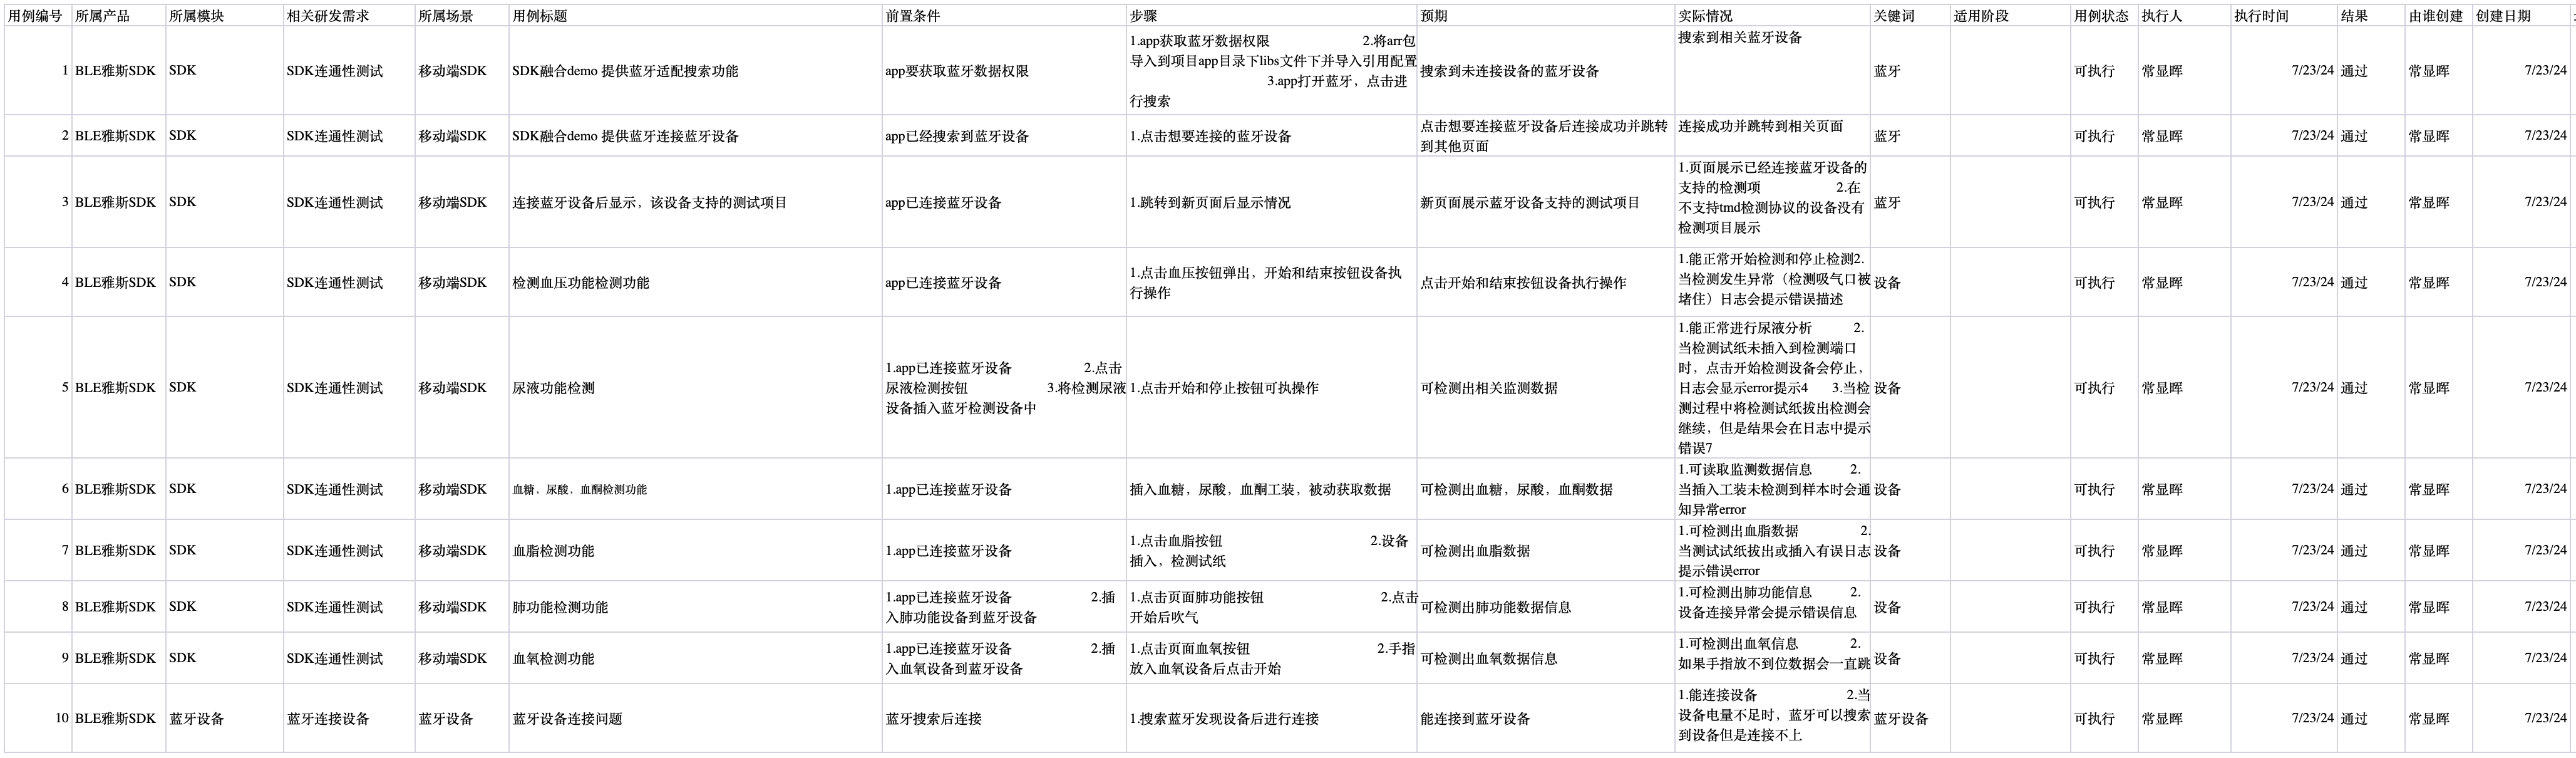 用例编号 所属产品 所属模块 相关研发需求 所属场景 用例标题 前置条件 步骤 预期 实际情况 关键词 适用阶段 用例状态 执行人 执行时间 结果 由谁创建 创建日期
1 BLE雅斯SDK SDK SDK连通性测试 移动端SDK SDK融合demo 提供蓝牙适配搜索功能 app要获取蓝牙数据权限
1.app获取蓝牙数据权限 2.将arr包
导入到项目app目录下libs文件下并导入引用配置
3.app打开蓝牙，点击进
行搜索
搜索到未连接设备的蓝牙设备
搜索到相关蓝牙设备
蓝牙 可执行 常显晖 7/23/24 通过 常显晖 7/23/24
2 BLE雅斯SDK SDK SDK连通性测试 移动端SDK SDK融合demo 提供蓝牙连接蓝牙设备 app已经搜索到蓝牙设备 1.点击想要连接的蓝牙设备
点击想要连接蓝牙设备后连接成功并跳转
到其他页面
连接成功并跳转到相关页面
蓝牙 可执行 常显晖 7/23/24 通过 常显晖 7/23/24
3 BLE雅斯SDK SDK SDK连通性测试 移动端SDK 连接蓝牙设备后显示，该设备支持的测试项目 app已连接蓝牙设备 1.跳转到新页面后显示情况 新页面展示蓝牙设备支持的测试项目
1.页面展示已经连接蓝牙设备的
支持的检测项 2.在
不支持tmd检测协议的设备没有
检测项目展示
蓝牙 可执行 常显晖 7/23/24 通过 常显晖 7/23/24
4 BLE雅斯SDK SDK SDK连通性测试 移动端SDK 检测血压功能检测功能 app已连接蓝牙设备
1.点击血压按钮弹出，开始和结束按钮设备执
行操作
点击开始和结束按钮设备执行操作
1.能正常开始检测和停止检测2.
当检测发生异常（检测吸气口被
堵住）日志会提示错误描述
设备 可执行 常显晖 7/23/24 通过 常显晖 7/23/24
5 BLE雅斯SDK SDK SDK连通性测试 移动端SDK 尿液功能检测
1.app已连接蓝牙设备 2.点击
尿液检测按钮 3.将检测尿液
设备插入蓝牙检测设备中
1.点击开始和停止按钮可执操作 可检测出相关监测数据
1.能正常进行尿液分析 2.
当检测试纸未插入到检测端口
时，点击开始检测设备会停止，
日志会显示error提示4 3.当检
测过程中将检测试纸拔出检测会
继续，但是结果会在日志中提示
错误7
设备 可执行 常显晖 7/23/24 通过 常显晖 7/23/24
6 BLE雅斯SDK SDK SDK连通性测试 移动端SDK 血糖，尿酸，血酮检测功能 1.app已连接蓝牙设备 插入血糖，尿酸，血酮工装，被动获取数据 可检测出血糖，尿酸，血酮数据
1.可读取监测数据信息 2.
当插入工装未检测到样本时会通
知异常error
设备 可执行 常显晖 7/23/24 通过 常显晖 7/23/24
7 BLE雅斯SDK SDK SDK连通性测试 移动端SDK 血脂检测功能 1.app已连接蓝牙设备
1.点击血脂按钮 2.设备
插入，检测试纸
可检测出血脂数据
1.可检测出血脂数据 2.
当测试试纸拔出或插入有误日志
提示错误error
设备 可执行 常显晖 7/23/24 通过 常显晖 7/23/24
8 BLE雅斯SDK SDK SDK连通性测试 移动端SDK 肺功能检测功能
1.app已连接蓝牙设备 2.插
入肺功能设备到蓝牙设备
1.点击页面肺功能按钮 2.点击
开始后吹气
可检测出肺功能数据信息
1.可检测出肺功能信息 2.
设备连接异常会提示错误信息
设备 可执行 常显晖 7/23/24 通过 常显晖 7/23/24
9 BLE雅斯SDK SDK SDK连通性测试 移动端SDK 血氧检测功能
1.app已连接蓝牙设备 2.插
入血氧设备到蓝牙设备
1.点击页面血氧按钮 2.手指
放入血氧设备后点击开始
可检测出血氧数据信息
1.可检测出血氧信息 2.
如果手指放不到位数据会一直跳
设备 可执行 常显晖 7/23/24 通过 常显晖 7/23/24
10 BLE雅斯SDK 蓝牙设备 蓝牙连接设备 蓝牙设备 蓝牙设备连接问题 蓝牙搜索后连接 1.搜索蓝牙发现设备后进行连接 能连接到蓝牙设备
1.能连接设备 2.当
设备电量不足时，蓝牙可以搜索
到设备但是连接不上
蓝牙设备 可执行 常显晖 7/23/24 通过 常显晖 7/23/24